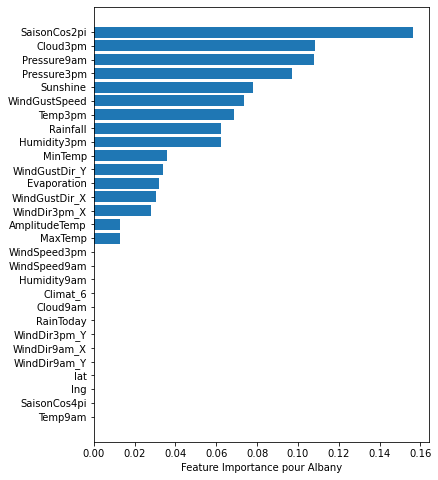 SaisonCos2pi
Cloud3pm
Pressure9am
Pressure3pm
Sunshine
WindGustSpeed
Temp3pm
Rainfall
Humidity3pm
MinTemp
WindGustDir_Y
Evaporation
WindGustDir_X
WindDir3pm_X
AmplitudeTemp
MaxTemp
WindSpeed3pm
WindSpeed9am
Humidity9am
Climat_6
Cloud9am
RainToday
WindDir3pm_Y
WindDir9am_X
WindDir9am_Y
lat
lng
SaisonCos4pi
Temp9am
0.00 0.02 0.04 0.06 0.08 0.10 0.12 0.14 0.16
Feature Importance pour Albany